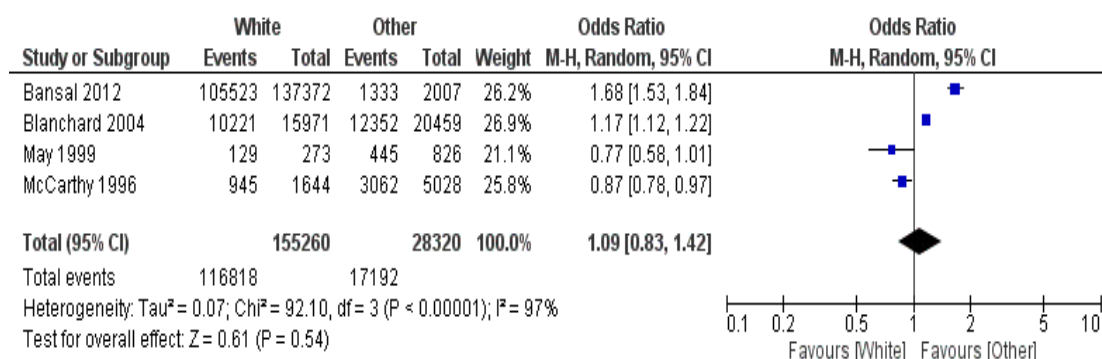 White Other Odds Ratio Odds Ratio
Study or Subgroup Events Total Events Total Weight M-H, Random, 95% CI M-H, Random, 95% CI
Bansal 2012 105523 137372 1333 2007 26.2% 1.68 [1.53, 1.84]
Blanchard 2004 10221 15971 12352 20459 26.9% 1.17 [1.12, 1.22]
May 1999 129 273 445 826 21.1% 0.77 [0.58, 1.01]
McCarthy 1996 945 1644 3062 5028 25.8% 0.87 [0.78, 0.97]
Total (95% CI) 155260 28320 100.0% 1.09 [0.83, 1.42]
Total events 116818 17192
Heterogeneity: Tau² = 0.07; Chi² = 92.10, df = 3 (P < 0.00001); I² = 97%
Test for overall effect: Z = 0.61 (P = 0.54)
0.1 0.2 0.5 1 2 5 10
Favours [White] Favours [Other]